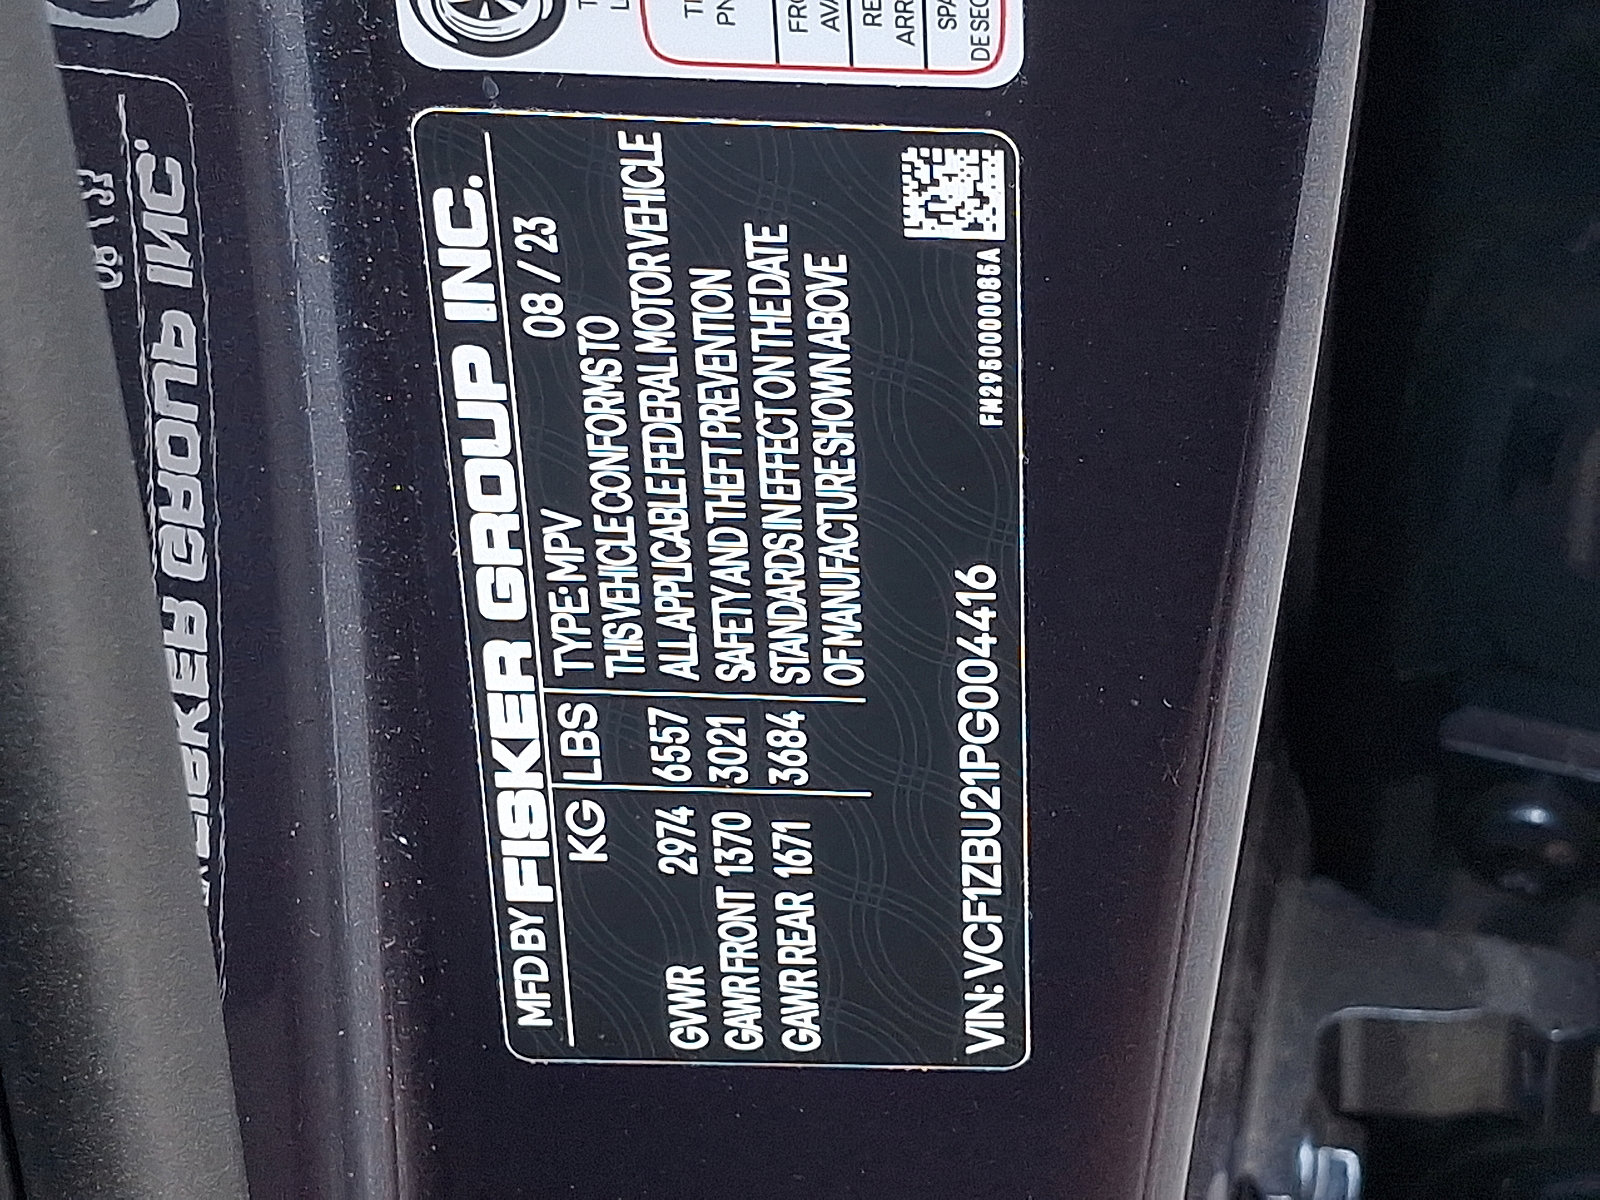 MFD BY FISKER GROUP INC.
KG LBS TYPE: MPV 08 / 23
THIS VEHICLE CONFORMS TO
GVWR 2974 6557 ALL APPLICABLE FEDERAL MOTOR VEHICLE
GAWR FRONT 1370 3021 SAFETY AND THEFT PREVENTION
GAWR REAR 1671 3684 STANDARDS IN EFFECT ON THE DATE
OF MANUFACTURE SHOWN ABOVE
FM29S0000085A
VIN: VCF1ZBU21PG004416